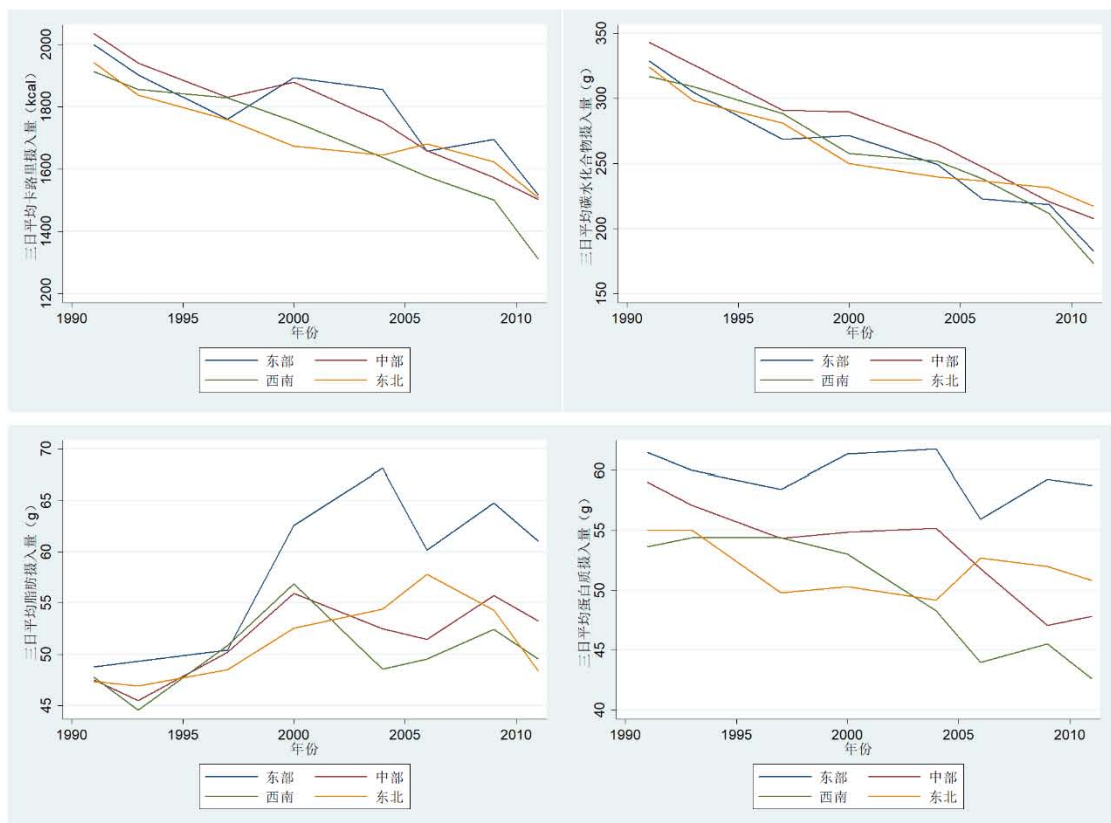 三日平均卡路里摄入量（kcal）
2000
1800
1600
1400
1200
1990 1995 2000 2005 2010
年份
东部 中部
西南 东北
三日平均碳水化合物摄入量（g）
350
300
250
200
150
1990 1995 2000 2005 2010
年份
东部 中部
西南 东北
三日平均脂肪摄入量（g）
70
65
60
55
50
45
1990 1995 2000 2005 2010
年份
东部 中部
西南 东北
三日平均蛋白质摄入量（g）
60
55
50
45
40
1990 1995 2000 2005 2010
年份
东部 中部
西南 东北